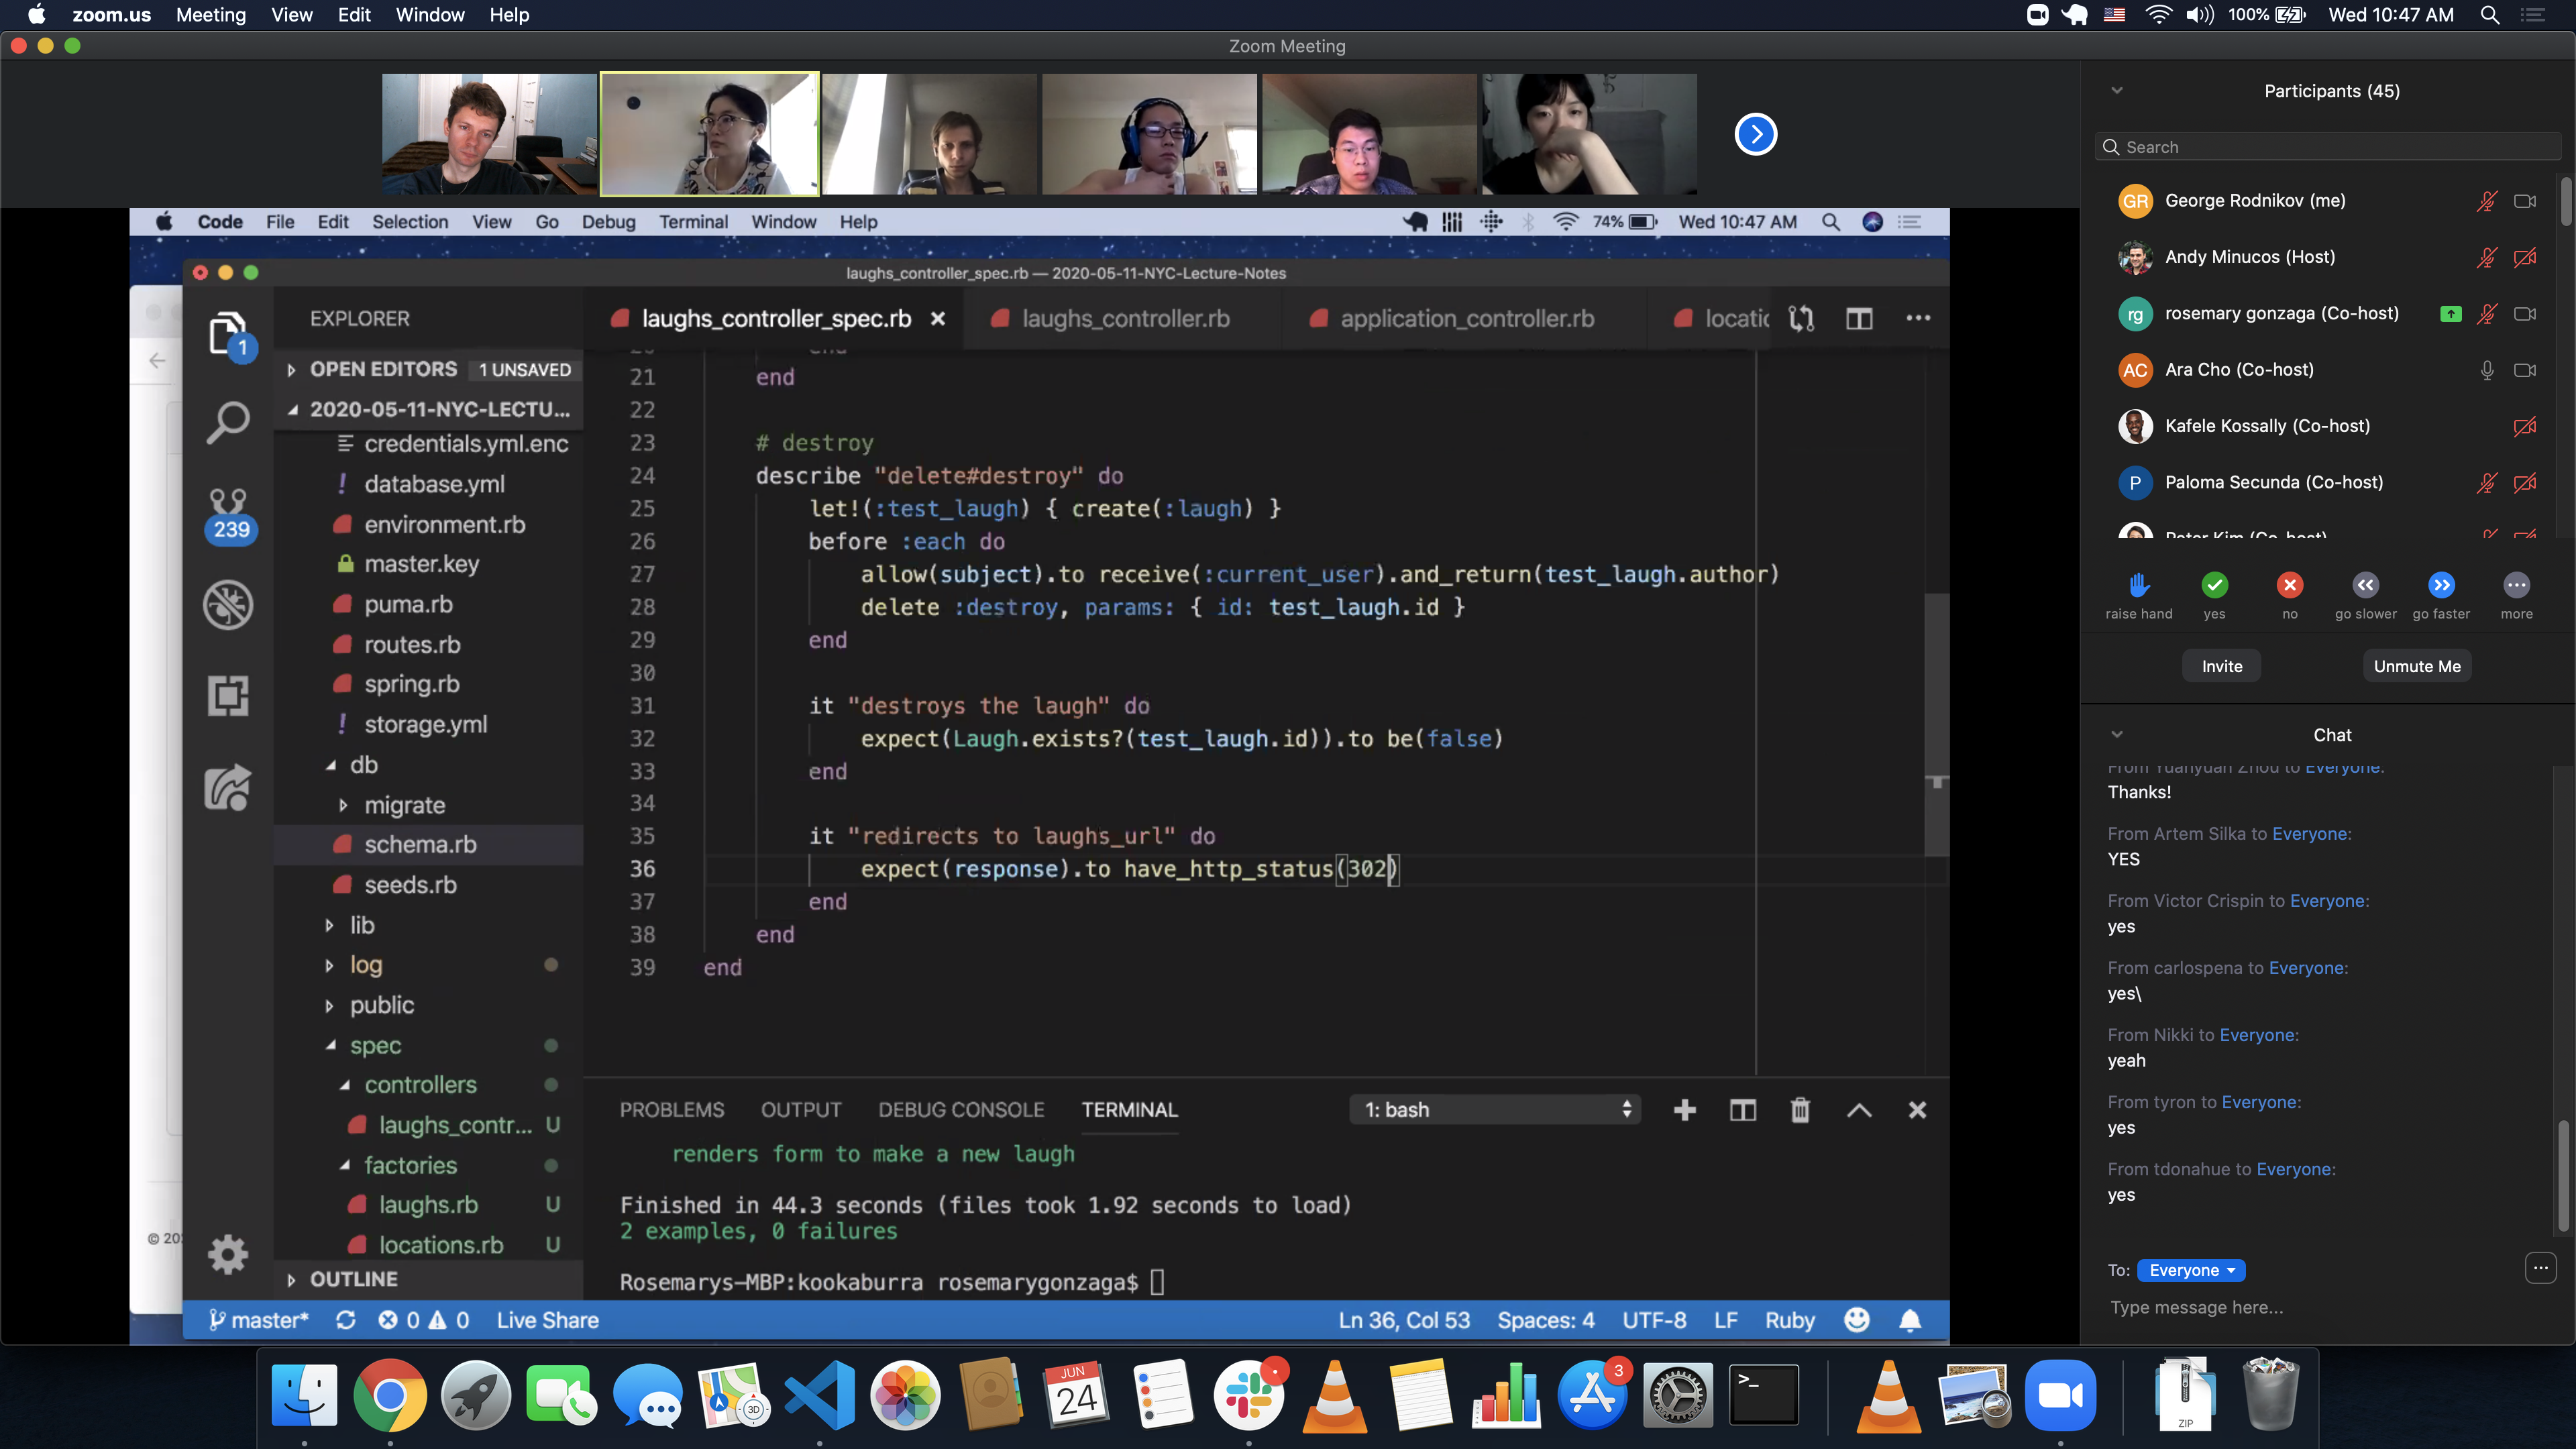 zoom.us Meeting View Edit Window Help
100% Wed 10:47 AM
Zoom Meeting
Code File Edit Selection View Go Debug Terminal Window Help
74% Wed 10:47 AM
laughs_controller_spec.rb — 2020-05-11-NYC-Lecture-Notes
EXPLORER
1
OPEN EDITORS 1 UNSAVED
2020-05-11-NYC-LECTU...
credentials.yml.enc
database.yml
239
environment.rb
master.key
puma.rb
routes.rb
spring.rb
storage.yml
db
migrate
schema.rb
seeds.rb
lib
log
public
spec
controllers
laughs_contr... U
factories
laughs.rb U
locations.rb U
OUTLINE
laughs_controller_spec.rb laughs_controller.rb application_controller.rb locatic
21 end
22
23 # destroy
24 describe "delete#destroy" do
25 let!(:test_laugh) { create(:laugh) }
26 before :each do
27 allow(subject).to receive(:current_user).and_return(test_laugh.author)
28 delete :destroy, params: { id: test_laugh.id }
29 end
30
31 it "destroys the laugh" do
32 expect(Laugh.exists?(test_laugh.id)).to be(false)
33 end
34
35 it "redirects to laughs_url" do
36 expect(response).to have_http_status(302)
37 end
38 end
39 end
PROBLEMS OUTPUT DEBUG CONSOLE TERMINAL 1: bash
renders form to make a new laugh
Finished in 44.3 seconds (files took 1.92 seconds to load)
2 examples, 0 failures
Rosemarys-MBP:kookaburra rosemarygonzaga$
master* 0 0 Live Share Ln 36, Col 53 Spaces: 4 UTF-8 LF Ruby
Participants (45)
Search
GR George Rodnikov (me)
Andy Minucos (Host)
rg rosemary gonzaga (Co-host)
AC Ara Cho (Co-host)
Kafele Kossally (Co-host)
P Paloma Secunda (Co-host)
Peter Kim (Co-host)
raise hand yes no go slower go faster more
Invite Unmute Me
Chat
From Yuanyuan Zhou to Everyone:
Thanks!
From Artem Silka to Everyone:
YES
From Victor Crispin to Everyone:
yes
From carlospena to Everyone:
yes\
From Nikki to Everyone:
yeah
From tyron to Everyone:
yes
From tdonahue to Everyone:
yes
To: Everyone
Type message here...
3D
JUN
24
3
>_
ZIP